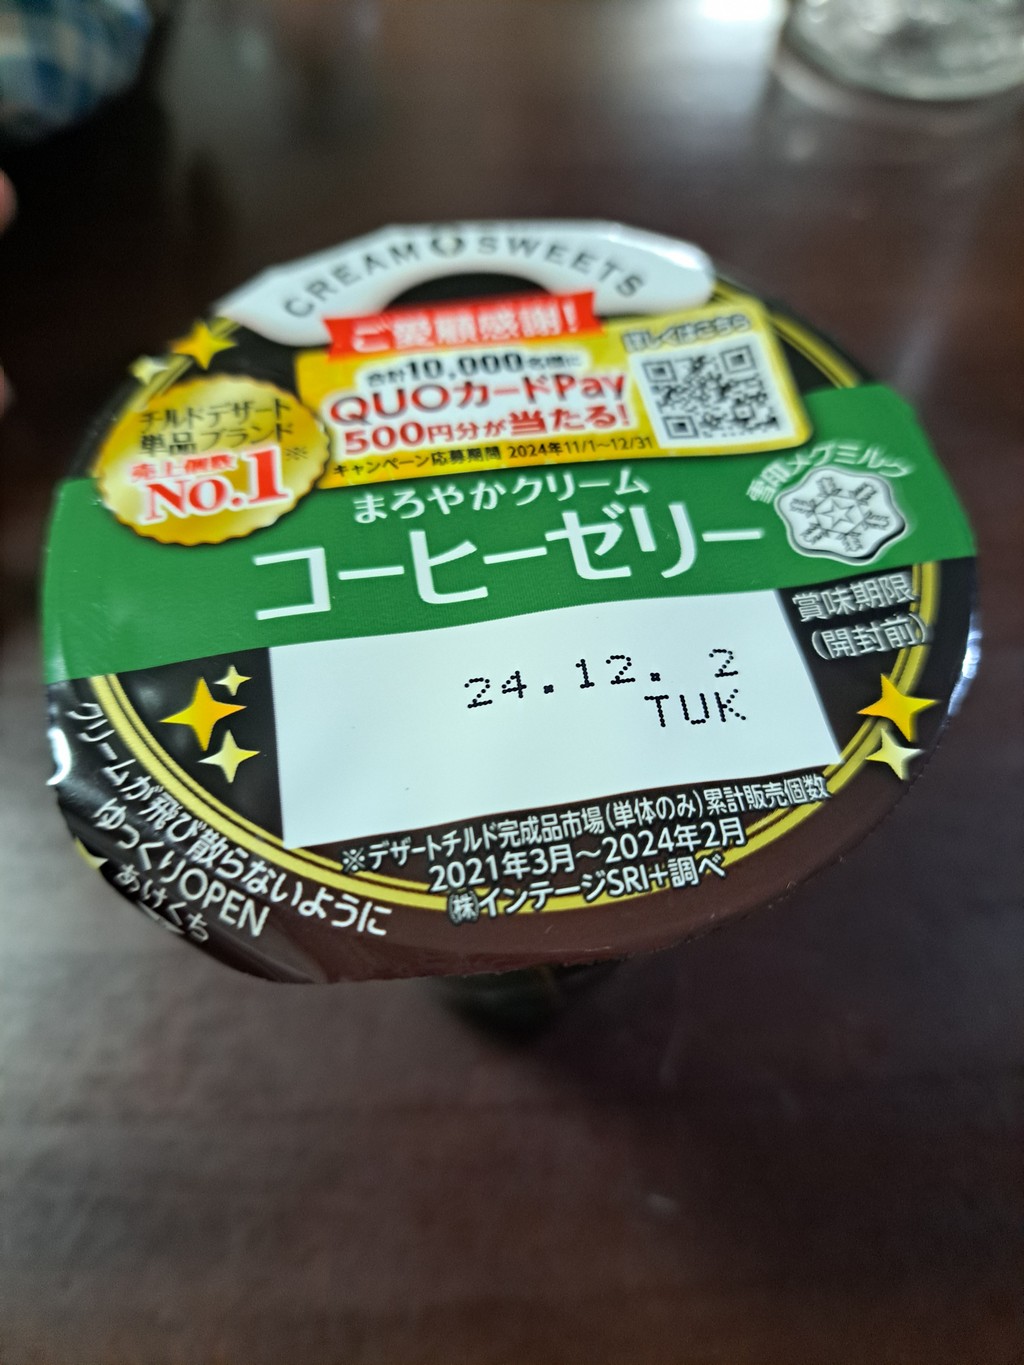 CREAM SWEETS
ご愛顧感謝!
合計10,000名様に
QUOカードPay
500円分が当たる!
キャンペーン応募期間 2024年11/1~12/31
詳しくはこちら
チルドデザート
単品ブランド
売上個数※
No.1
まろやかクリーム
コーヒーゼリー
雪印メグミルク
賞味期限
(開封前)
24.12. 2
TUK
※デザートチルド完成品市場(単体のみ)累計販売個数
2021年3月~2024年2月
㈱インテージSRI+調べ
クリームが飛び散らないように
ゆっくりOPEN
あけくち